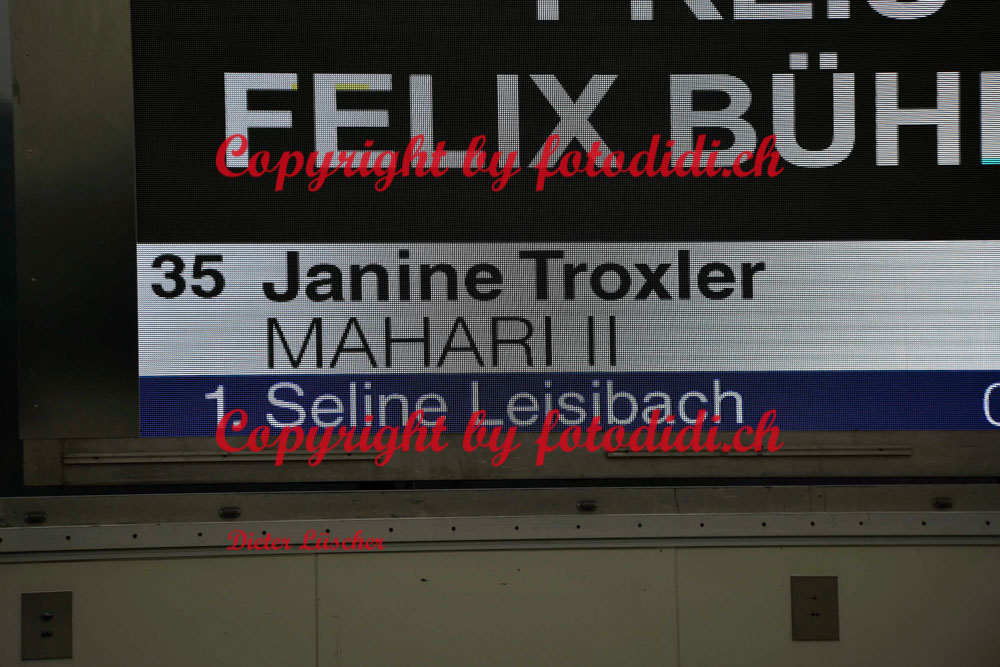 FELIX BÜH
Copyright by fotodidi.ch
35 Janine Troxler
MAHARI II
1 Seline Leisibach
Copyright by fotodidi.ch
Dieter Lüscher